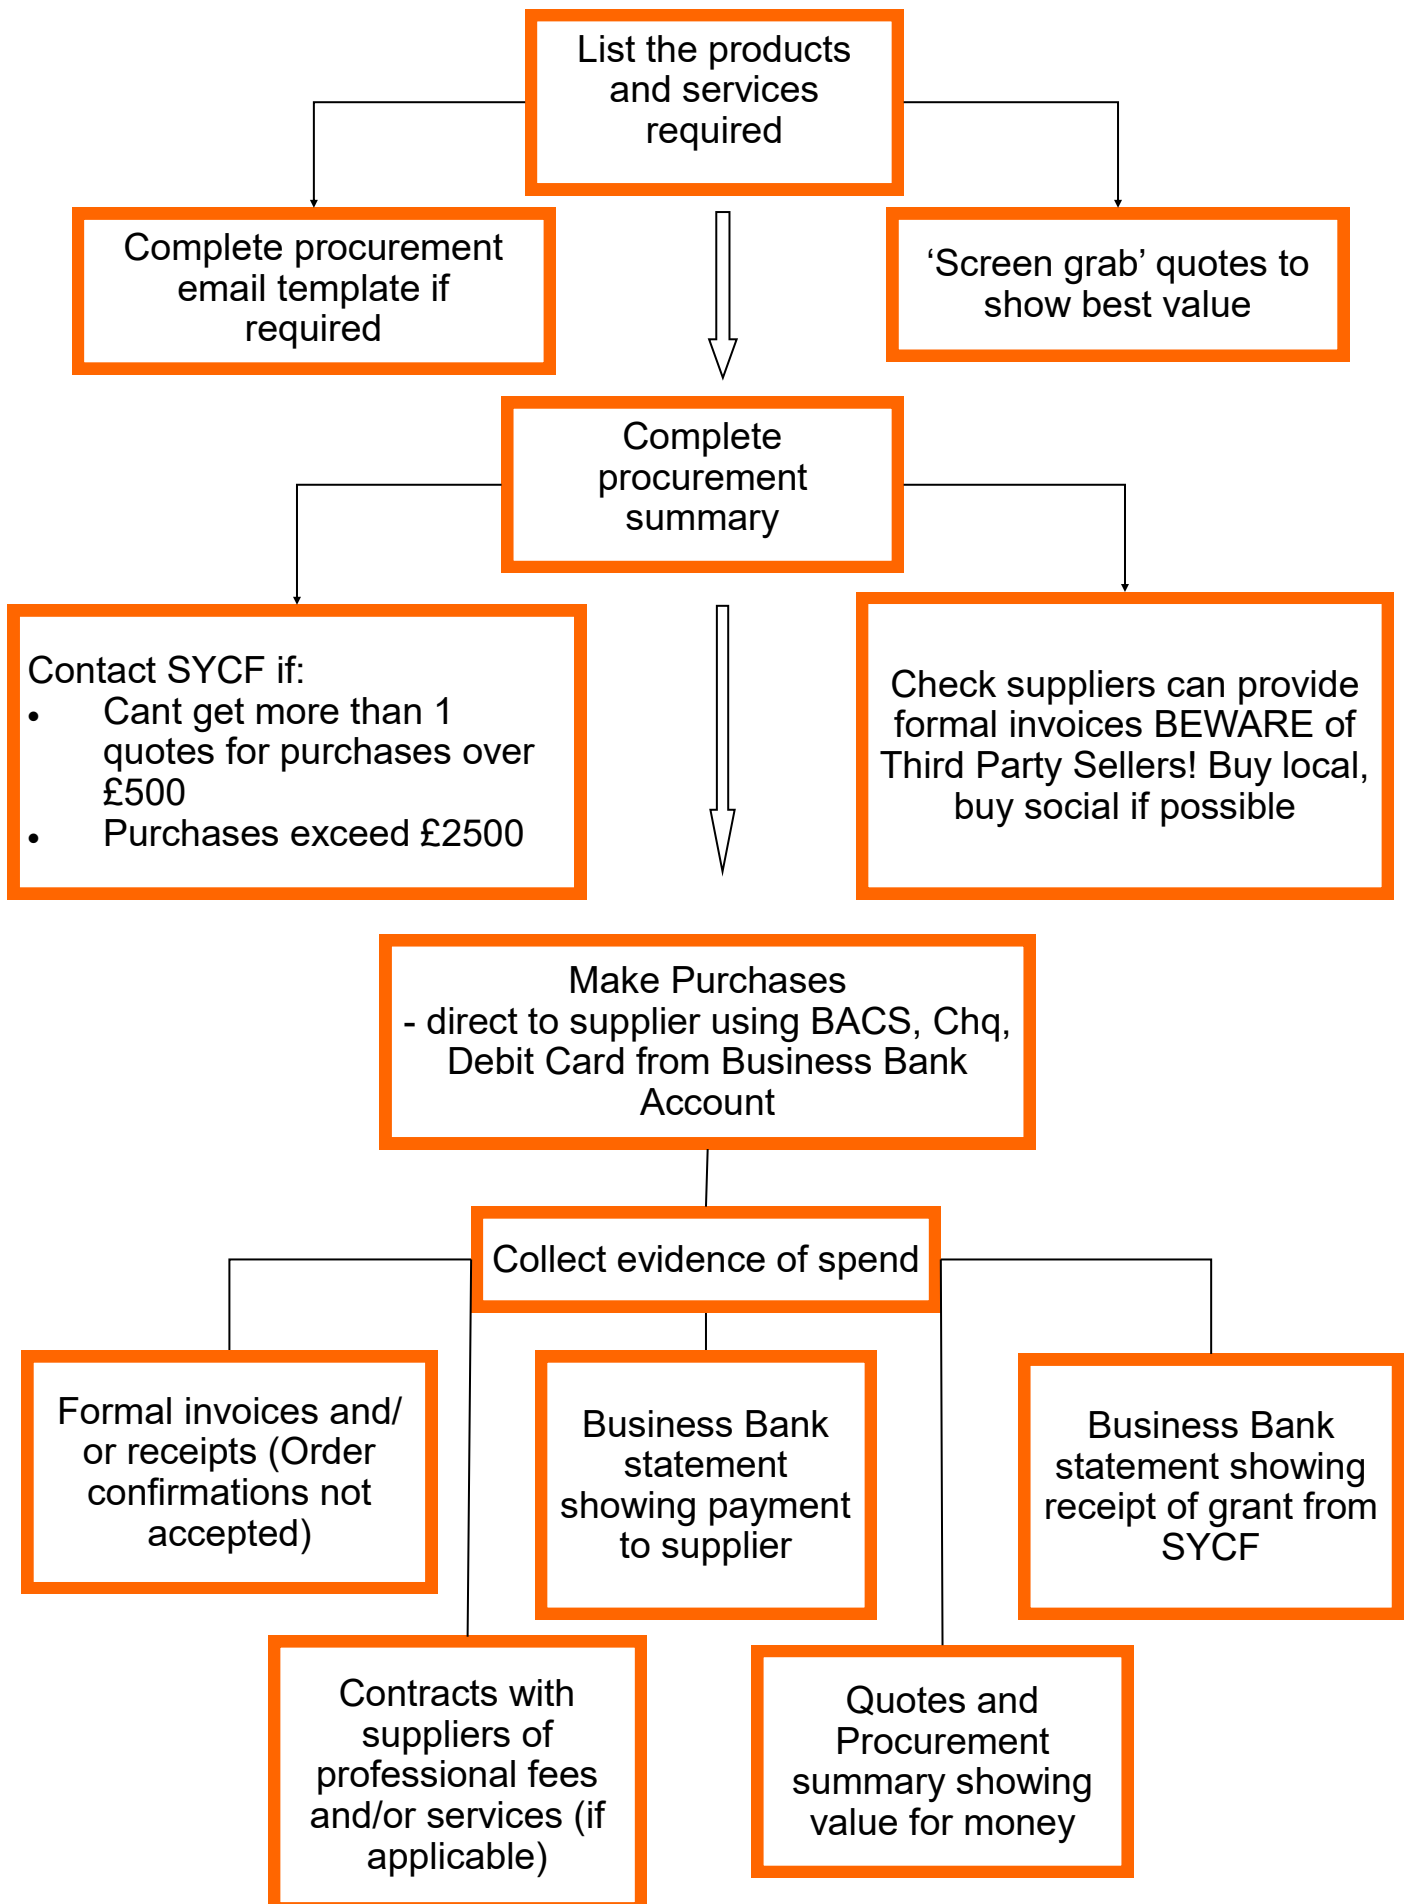 List the products
and services
required
Complete procurement
email template if
required
‘Screen grab’ quotes to
show best value
Complete
procurement
summary
Contact SYCF if:
• Cant get more than 1
quotes for purchases over
£500
• Purchases exceed £2500
Check suppliers can provide
formal invoices BEWARE of
Third Party Sellers! Buy local,
buy social if possible
Make Purchases
- direct to supplier using BACS, Chq,
Debit Card from Business Bank
Account
Collect evidence of spend
Formal invoices and/
or receipts (Order
confirmations not
accepted)
Business Bank
statement
showing payment
to supplier
Business Bank
statement showing
receipt of grant from
SYCF
Contracts with
suppliers of
professional fees
and/or services (if
applicable)
Quotes and
Procurement
summary showing
value for money